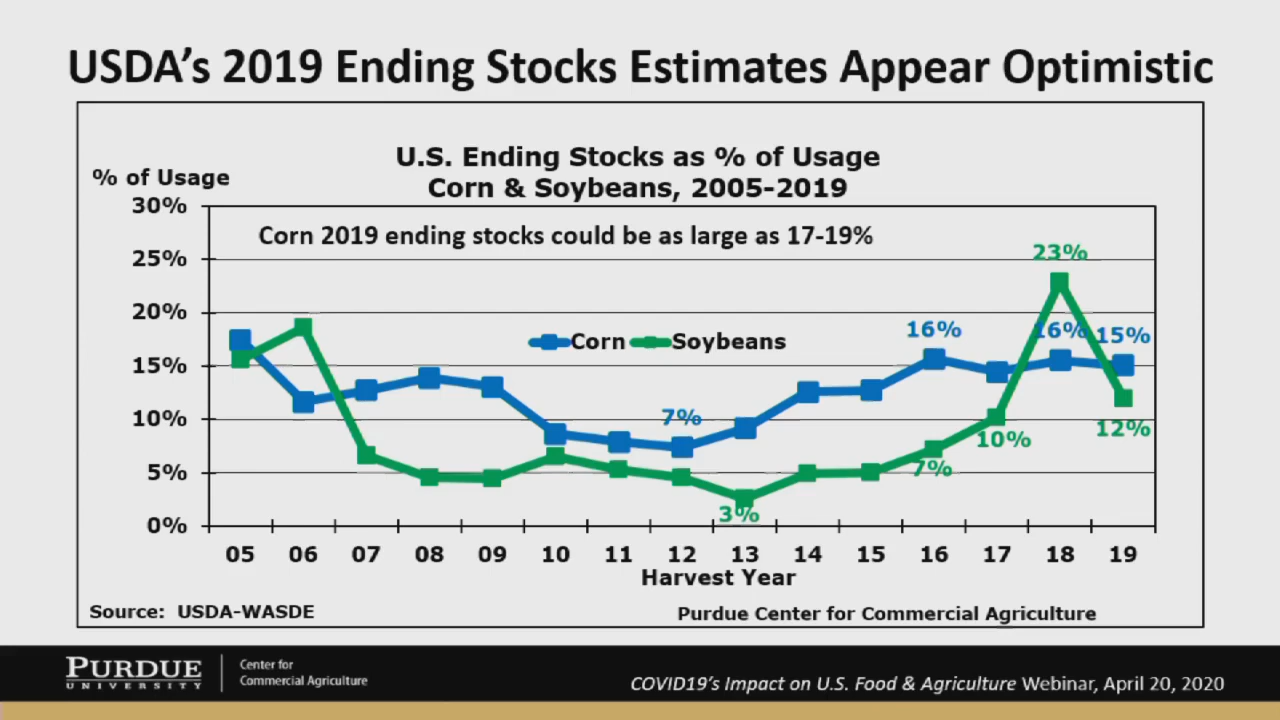 USDA's 2019 Ending Stocks Estimates Appear Optimistic
U.S. Ending Stocks as % of Usage
Corn & Soybeans, 2005-2019
% of Usage
30%
25%
20%
15%
10%
5%
0%
Corn 2019 ending stocks could be as large as 17-19%
Corn Soybeans
23%
16% 16% 15%
7%
12%
10%
7%
3%
05 06 07 08 09 10 11 12 13 14 15 16 17 18 19
Harvest Year
Source: USDA-WASDE
Purdue Center for Commercial Agriculture
PURDUE
UNIVERSITY
Center for
Commercial Agriculture
COVID19's Impact on U.S. Food & Agriculture Webinar, April 20, 2020